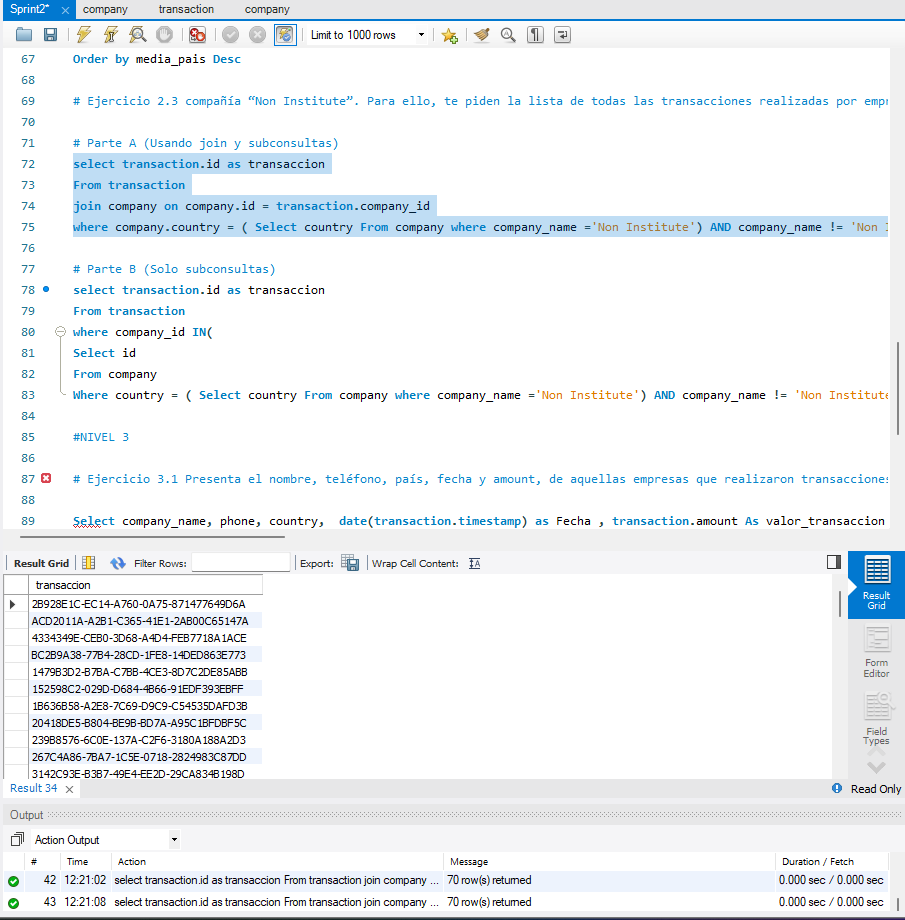 Sprint2* company transaction company
Limit to 1000 rows
67 Order by media_pais Desc
68
69 # Ejercicio 2.3 compañía “Non Institute”. Para ello, te piden la lista de todas las transacciones realizadas por emp
70
71 # Parte A (Usando join y subconsultas)
72 select transaction.id as transaccion
73 From transaction
74 join company on company.id = transaction.company_id
75 where company.country = ( Select country From company where company_name ='Non Institute') AND company_name != 'Non I
76
77 # Parte B (Solo subconsultas)
78 select transaction.id as transaccion
79 From transaction
80 where company_id IN(
81 Select id
82 From company
83 Where country = ( Select country From company where company_name ='Non Institute') AND company_name != 'Non Institute
84
85 #NIVEL 3
86
87 # Ejercicio 3.1 Presenta el nombre, teléfono, país, fecha y amount, de aquellas empresas que realizaron transacciones
88
89 Select company_name, phone, country, date(transaction.timestamp) as Fecha , transaction.amount As valor_transaccion
Result Grid Filter Rows: Export: Wrap Cell Content:
transaccion
2B928E1C-EC14-A760-0A75-871477649D6A
ACD2011A-A2B1-C365-41E1-2AB00C65147A
4334349E-CEB0-3D68-A4D4-FEB7718A1ACE
BC2B9A38-77B4-28CD-1FE8-14DED863E773
1479B3D2-B7BA-C7BB-4CE3-8D7C2DE85ABB
152598C2-029D-D684-4B66-91EDF393EBFF
1B636B58-A2E8-7C69-D9C9-C54535DAFD3B
20418DE5-B804-BE9B-BD7A-A95C1BFDBF5C
239B8576-6C0E-137A-C2F6-3180A188A2D3
267C4A86-7BA7-1C5E-0718-2824983C87DD
3142C93E-B3B7-49E4-EE2D-29CA834B198D
Result
Grid
Form
Editor
Field
Types
Result 34 Read Only
Output
Action Output
# Time Action Message Duration / Fetch
42 12:21:02 select transaction.id as transaccion From transaction join company ... 70 row(s) returned 0.000 sec / 0.000 sec
43 12:21:08 select transaction.id as transaccion From transaction join company ... 70 row(s) returned 0.000 sec / 0.000 sec